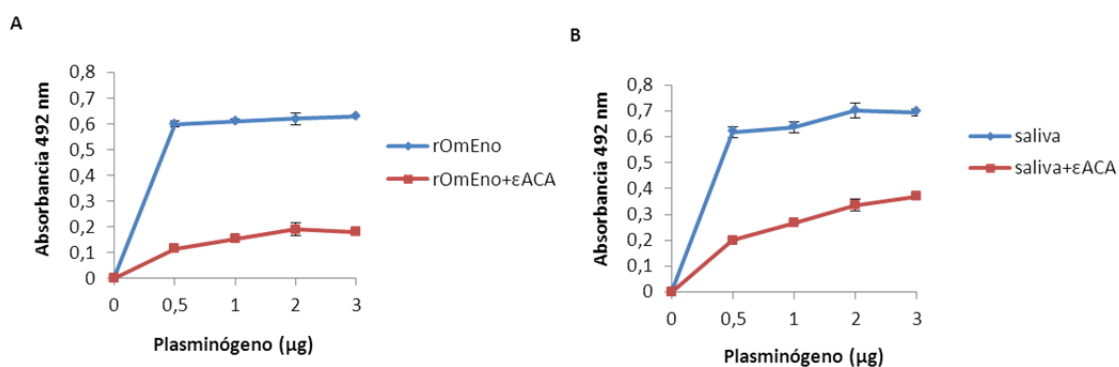 A
Absorbancia 492 nm
0,8
0,7
0,6
0,5
0,4
0,3
0,2
0,1
0
0 0,5 1 2 3
Plasminógeno (µg)
rOmEno
rOmEno+εACA
B
Absorbancia 492 nm
0,8
0,7
0,6
0,5
0,4
0,3
0,2
0,1
0
0 0,5 1 2 3
Plasminógeno (µg)
saliva
saliva+εACA